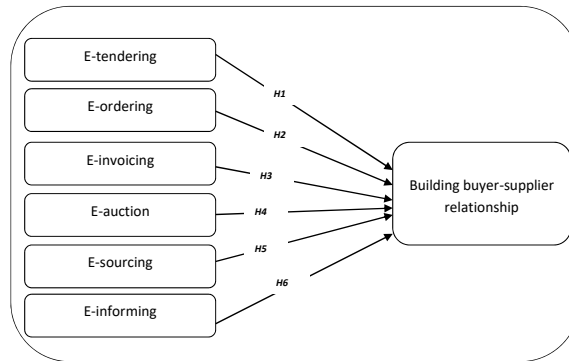 E-tendering
H1
E-ordering
H2
E-invoicing
H3
E-auction
H4
E-sourcing
H5
E-informing
H6
Building buyer-supplier
relationship